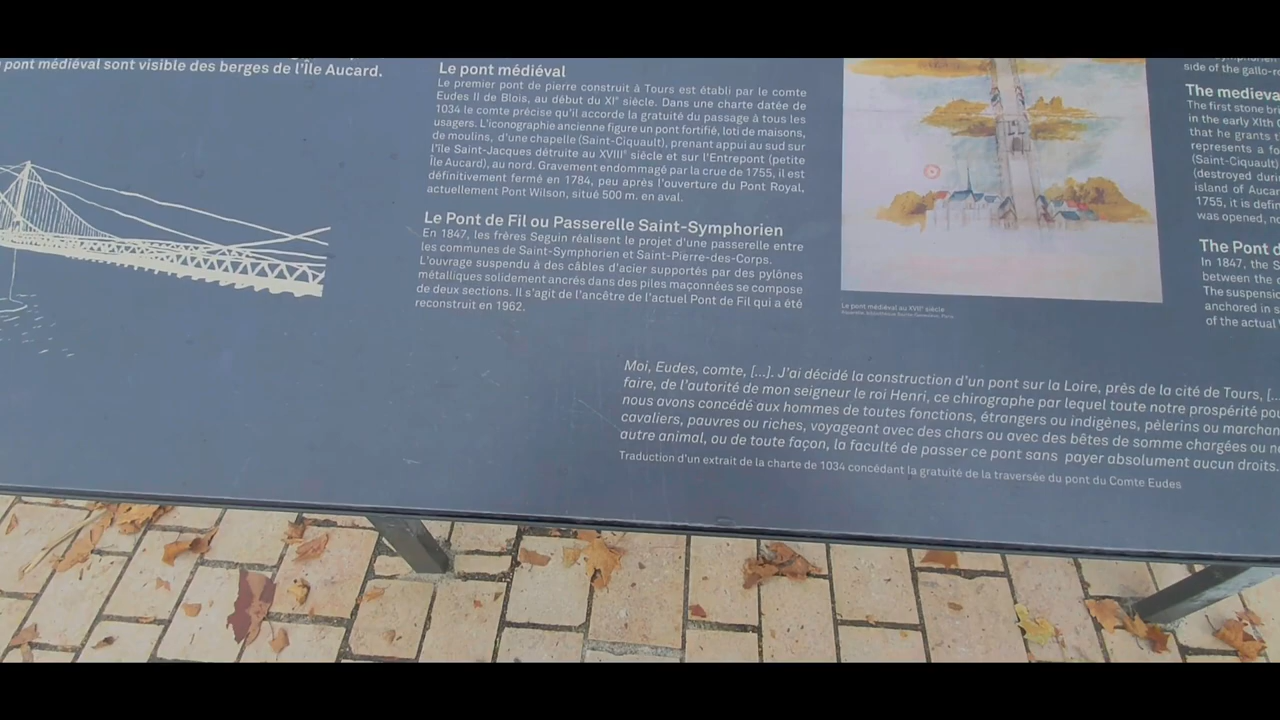 pont médiéval sont visible des berges de l'Île Aucard.
Le pont médiéval
Le premier pont de pierre construit à Tours est établi par le comte
Eudes II de Blois, au début du XIe siècle. Dans une charte datée de
1034 le comte précise qu'il accorde la gratuité du passage à tous les
usagers. L'iconographie ancienne figure un pont fortifié, loti de maisons,
de moulins, d'une chapelle (Saint-Ciquault), prenant appui au sud sur
l'île Saint-Jacques détruite au XVIIIe siècle et sur l'Entrepont (petite
Île Aucard), au nord. Gravement endommagé par la crue de 1755, il est
définitivement fermé en 1784, peu après l'ouverture du Pont Royal,
actuellement Pont Wilson, situé 500 m. en aval.
Le Pont de Fil ou Passerelle Saint-Symphorien
En 1847, les frères Seguin réalisent le projet d'une passerelle entre
les communes de Saint-Symphorien et Saint-Pierre-des-Corps.
L'ouvrage suspendu à des câbles d'acier supportés par des pylônes
métalliques solidement ancrés dans des piles maçonnées se compose
de deux sections. Il s'agit de l'ancêtre de l'actuel Pont de Fil qui a été
reconstruit en 1962.
Le pont médiéval au XVIIe siècle
side of the gallo-ro
The medieva
The first stone bri
in the early XIth
that he grants
represents a fo
(Saint-Ciquault)
(destroyed duri
island of Aucar
1755, it is defin
was opened, no
The Pont d
In 1847, the S
between the
The suspensio
anchored in s
of the actual
Moi, Eudes, comte, [...]. J'ai décidé la construction d'un pont sur la Loire, près de la cité de Tours, [...
faire, de l'autorité de mon seigneur le roi Henri, ce chirographe par lequel toute notre prospérité pou
nous avons concédé aux hommes de toutes fonctions, étrangers ou indigènes, pèlerins ou marchan
cavaliers, pauvres ou riches, voyageant avec des chars ou avec des bêtes de somme chargées ou n
autre animal, ou de toute façon, la faculté de passer ce pont sans payer absolument aucun droits.
Traduction d'un extrait de la charte de 1034 concédant la gratuité de la traversée du pont du Comte Eudes